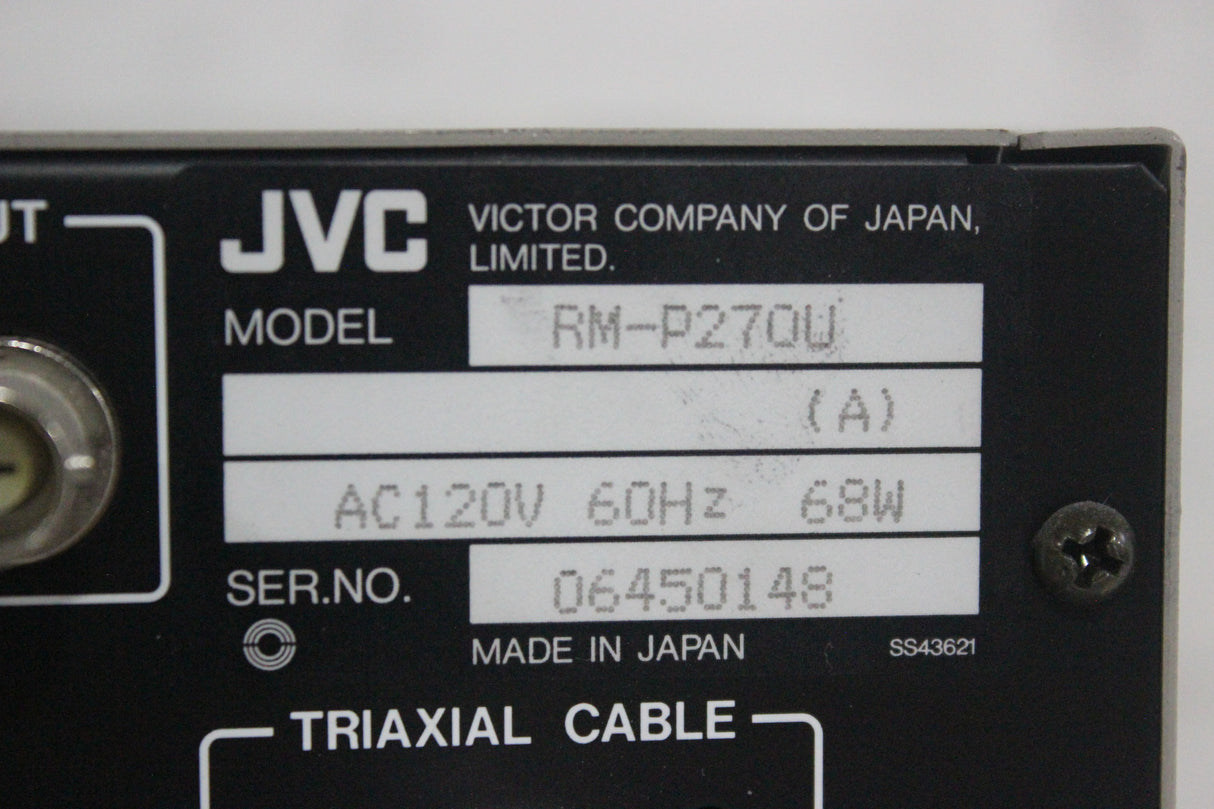 UT
JVC VICTOR COMPANY OF JAPAN,
LIMITED.
MODEL RM-P270U
(A)
AC120V 60Hz 68W
SER.NO. 06450148
MADE IN JAPAN SS43621
TRIAXIAL CABLE